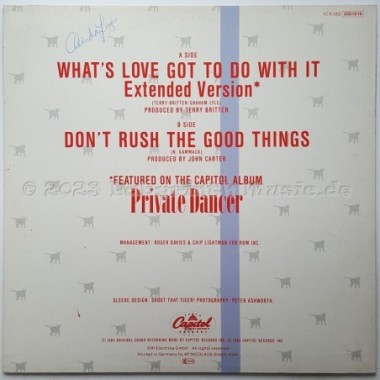 A SIDE
WHAT'S LOVE GOT TO DO WITH IT
Extended Version*
(TERRY BRITTEN-GRAHAM LYLE)
PRODUCED BY TERRY BRITTEN
B SIDE
DON'T RUSH THE GOOD THINGS
(N. CAMMACK)
PRODUCED BY JOHN CARTER
*FEATURED ON THE CAPITOL ALBUM
Private Dancer
MANAGEMENT: ROGER DAVIES & CHIP LIGHTMAN FOR RDM INC.
SLEEVE DESIGN: SHOOT THAT TIGER! PHOTOGRAPHY: PETER ASHWORTH.
Capitol